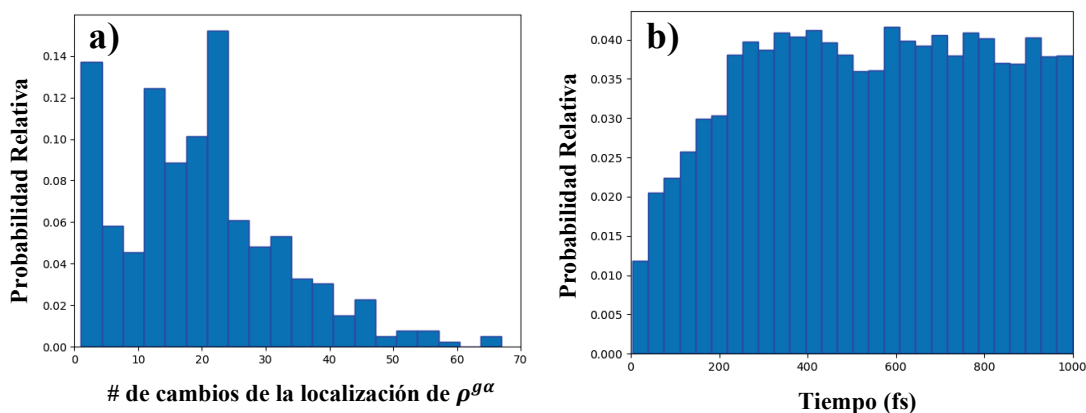 a)
Probabilidad Relativa
0.14
0.12
0.10
0.08
0.06
0.04
0.02
0.00
0 10 20 30 40 50 60 70
# de cambios de la localización de ρ^{gα}
b)
Probabilidad Relativa
0.040
0.035
0.030
0.025
0.020
0.015
0.010
0.005
0.000
0 200 400 600 800 1000
Tiempo (fs)